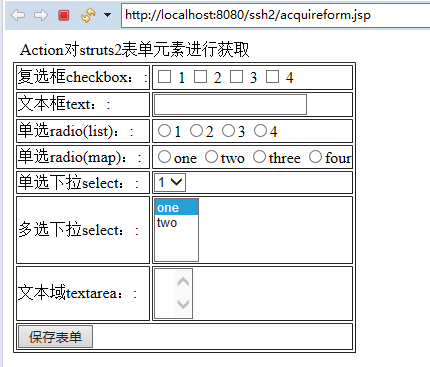 http://localhost:8080/ssh2/acquireform.jsp
Action对struts2表单元素进行获取
复选框checkbox：: 1 2 3 4
文本框text：:
单选radio(list)：: 1 2 3 4
单选radio(map)：: one two three four
单选下拉select：: 1
one
two
多选下拉select：:
文本域textarea：:
保存表单